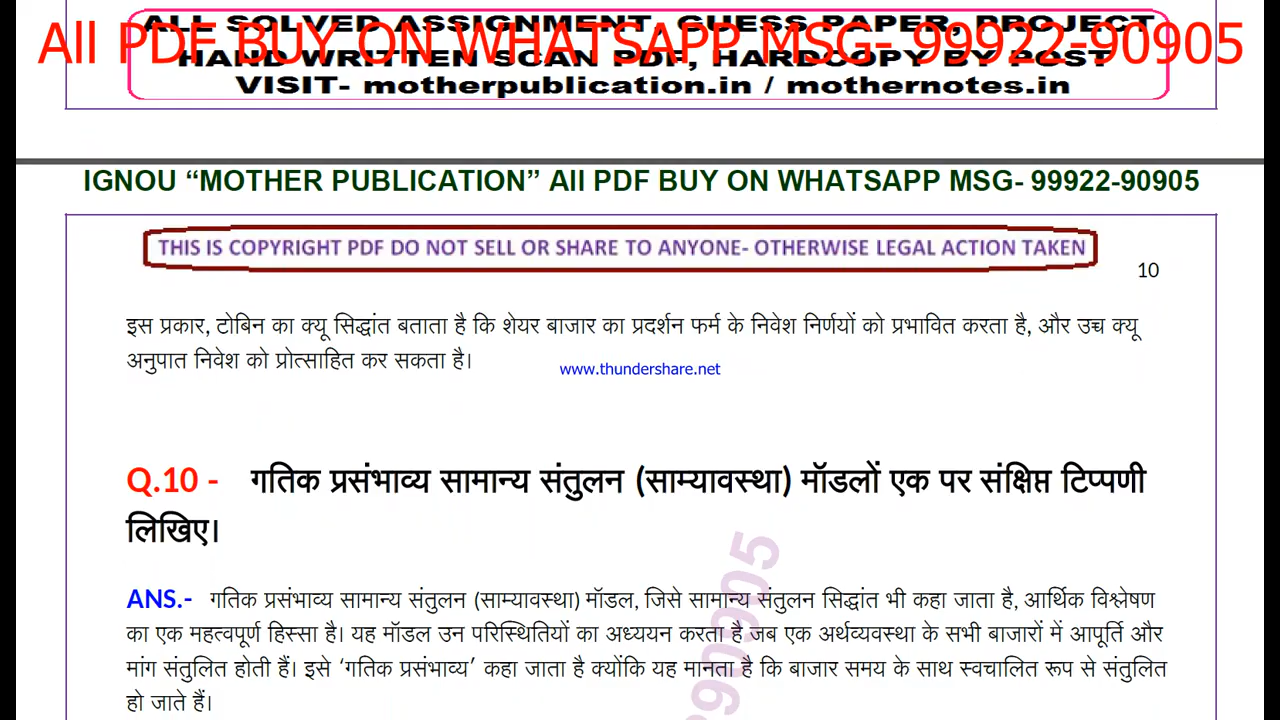 ALL SOLVED ASSIGNMENT, GUESS PAPER, PROJECT
All PDF BUY ON WHATSAPP MSG- 99922-90905
HAND WRITTEN SCAN PDF, HARDCOPY BY POST
VISIT- motherpublication.in / mothernotes.in
IGNOU “MOTHER PUBLICATION” All PDF BUY ON WHATSAPP MSG- 99922-90905
THIS IS COPYRIGHT PDF DO NOT SELL OR SHARE TO ANYONE- OTHERWISE LEGAL ACTION TAKEN
10
इस प्रकार, टोबिन का क्यू सिद्धांत बताता है कि शेयर बाजार का प्रदर्शन फर्म के निवेश निर्णयों को प्रभावित करता है, और उच्च क्यू
अनुपात निवेश को प्रोत्साहित कर सकता है।
www.thundershare.net
Q.10 - गतिक प्रसंभाव्य सामान्य संतुलन (साम्यावस्था) मॉडलों एक पर संक्षिप्त टिप्पणी
लिखिए।
ANS.- गतिक प्रसंभाव्य सामान्य संतुलन (साम्यावस्था) मॉडल, जिसे सामान्य संतुलन सिद्धांत भी कहा जाता है, आर्थिक विश्लेषण
का एक महत्वपूर्ण हिस्सा है। यह मॉडल उन परिस्थितियों का अध्ययन करता है जब एक अर्थव्यवस्था के सभी बाजारों में आपूर्ति और
मांग संतुलित होती हैं। इसे ‘गतिक प्रसंभाव्य’ कहा जाता है क्योंकि यह मानता है कि बाजार समय के साथ स्वचालित रूप से संतुलित
हो जाते हैं।
90905